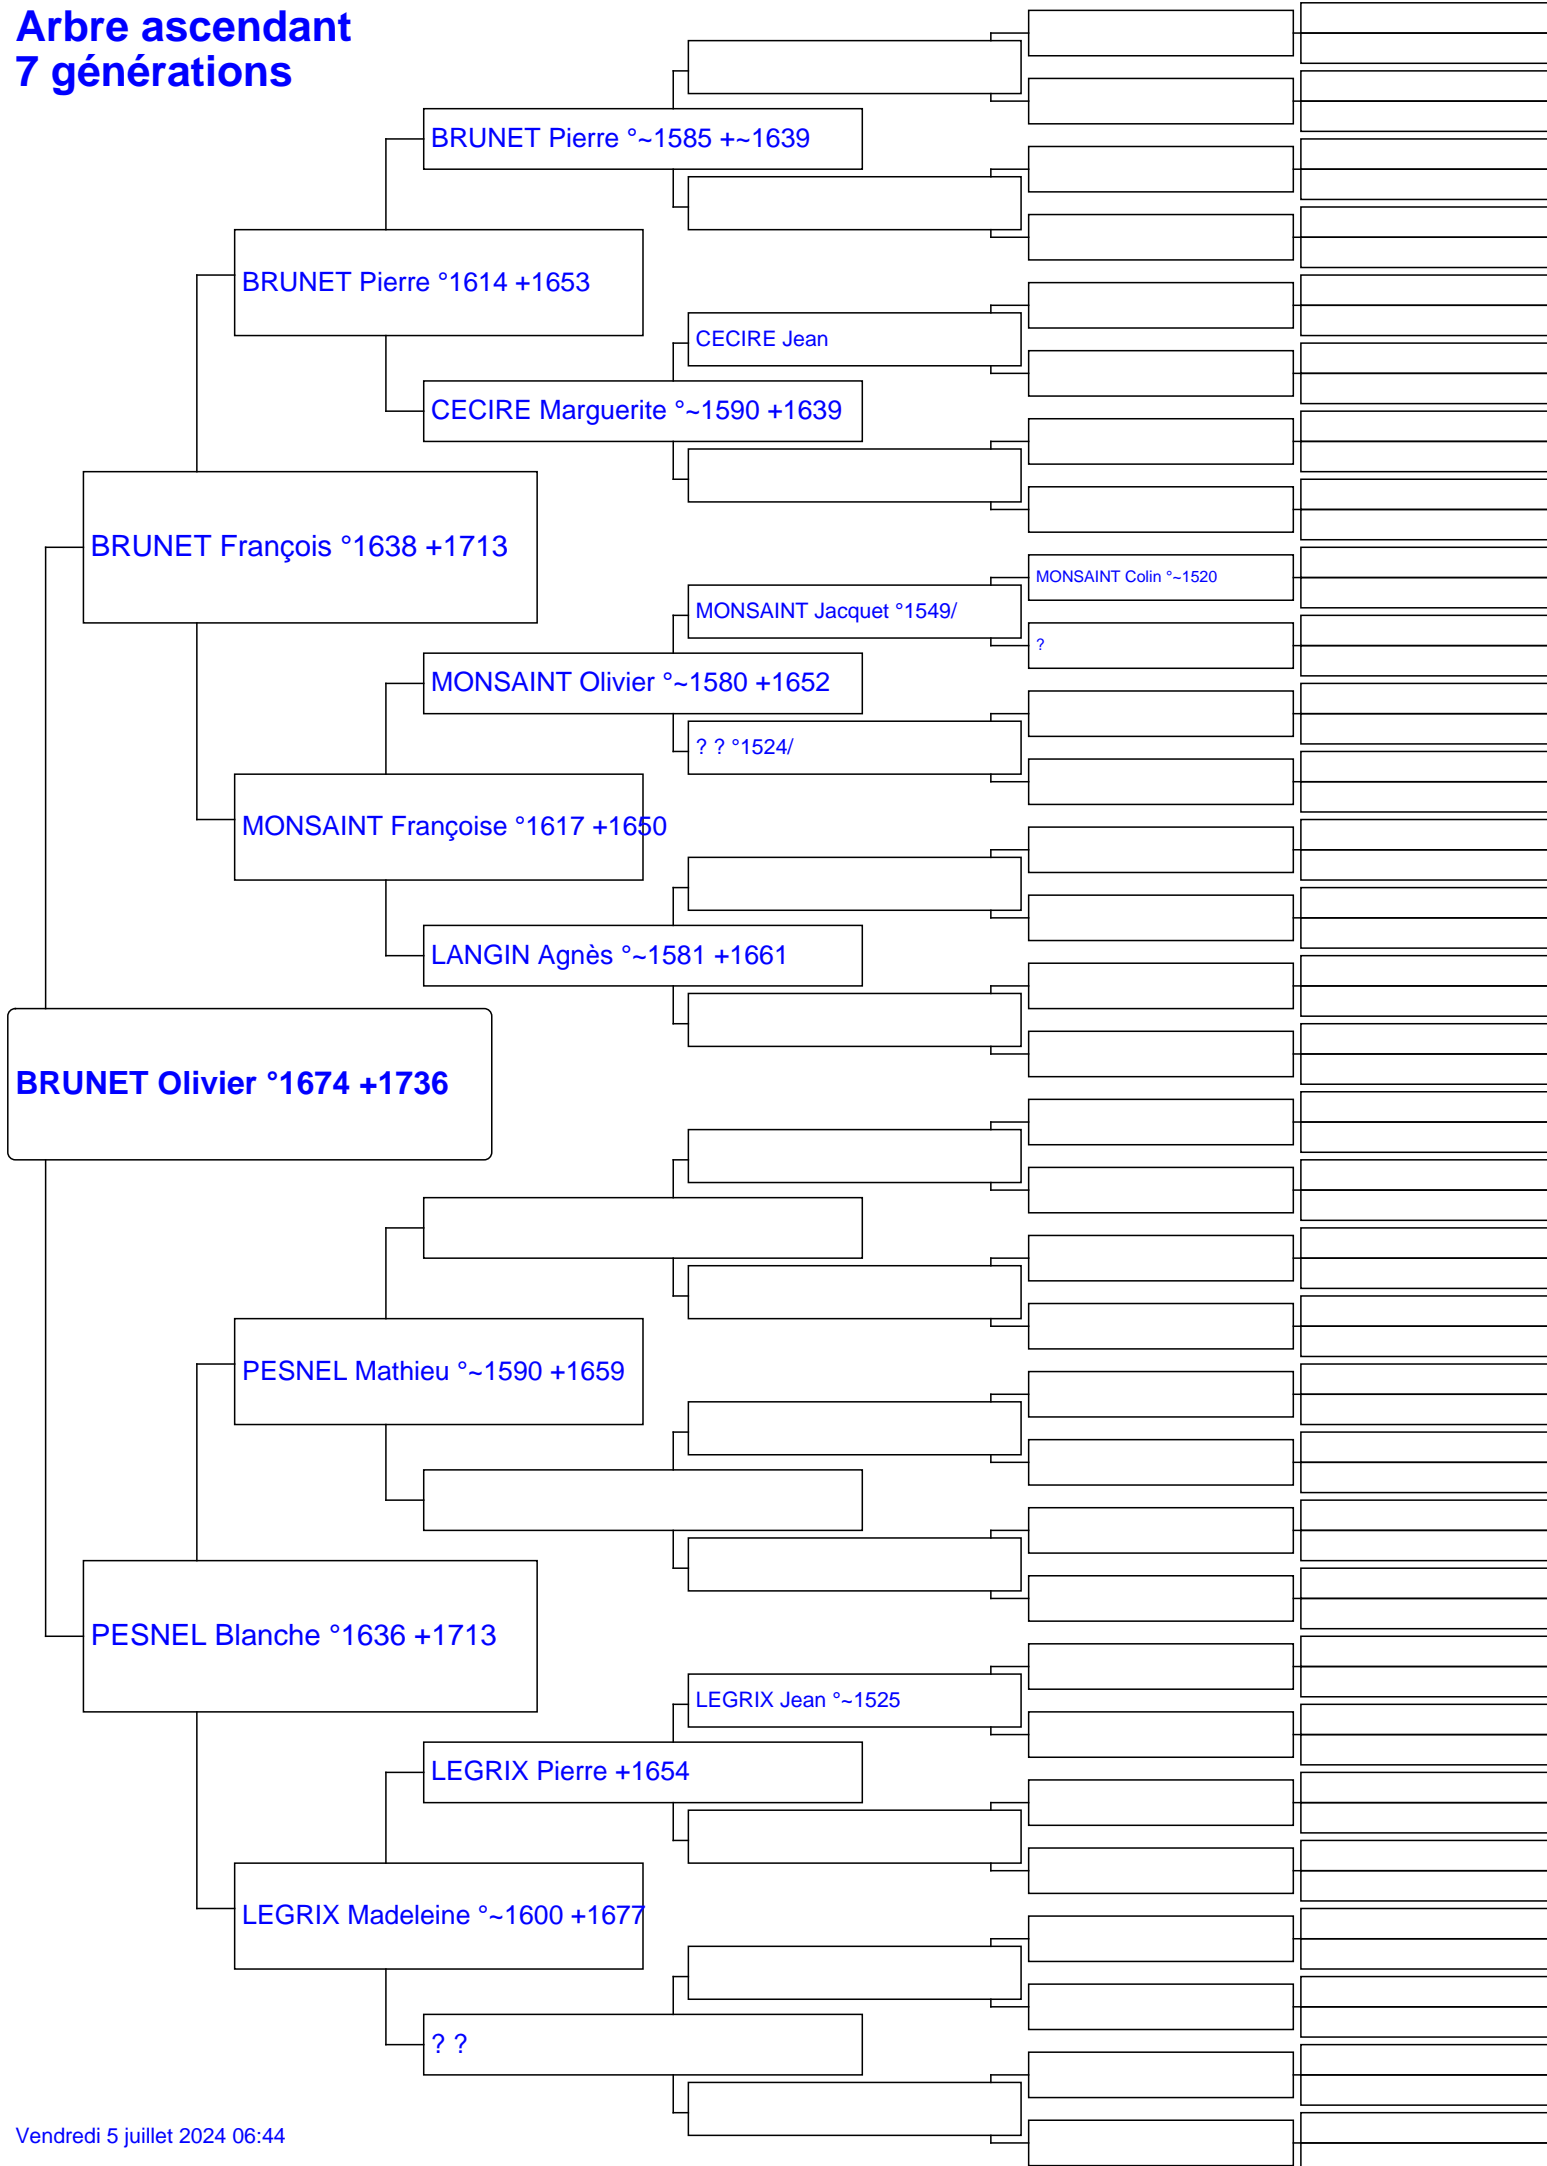 Arbre ascendant
7 générations
BRUNET Pierre °~1585 +~1639
BRUNET Pierre °1614 +1653
CECIRE Jean
CECIRE Marguerite °~1590 +1639
BRUNET François °1638 +1713
MONSAINT Colin °~1520
MONSAINT Jacquet °1549/
?
MONSAINT Olivier °~1580 +1652
? ? °1524/
MONSAINT Françoise °1617 +1650
LANGIN Agnès °~1581 +1661
BRUNET Olivier °1674 +1736
PESNEL Mathieu °~1590 +1659
PESNEL Blanche °1636 +1713
LEGRIX Jean °~1525
LEGRIX Pierre +1654
LEGRIX Madeleine °~1600 +1677
? ?
Vendredi 5 juillet 2024 06:44